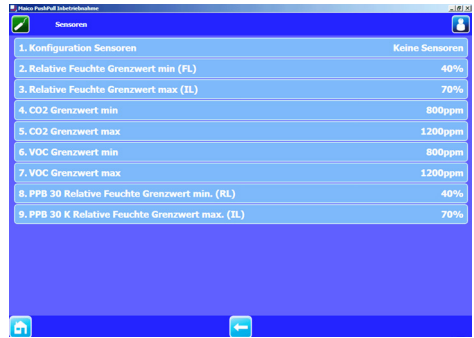 Maico PushPull Inbetriebnahme
Sensoren
1. Konfiguration Sensoren Keine Sensoren
2. Relative Feuchte Grenzwert min (FL) 40%
3. Relative Feuchte Grenzwert max (IL) 70%
4. CO2 Grenzwert min 800ppm
5. CO2 Grenzwert max 1200ppm
6. VOC Grenzwert min 800ppm
7. VOC Grenzwert max 1200ppm
8. PPB 30 Relative Feuchte Grenzwert min. (RL) 40%
9. PPB 30 K Relative Feuchte Grenzwert max. (IL) 70%